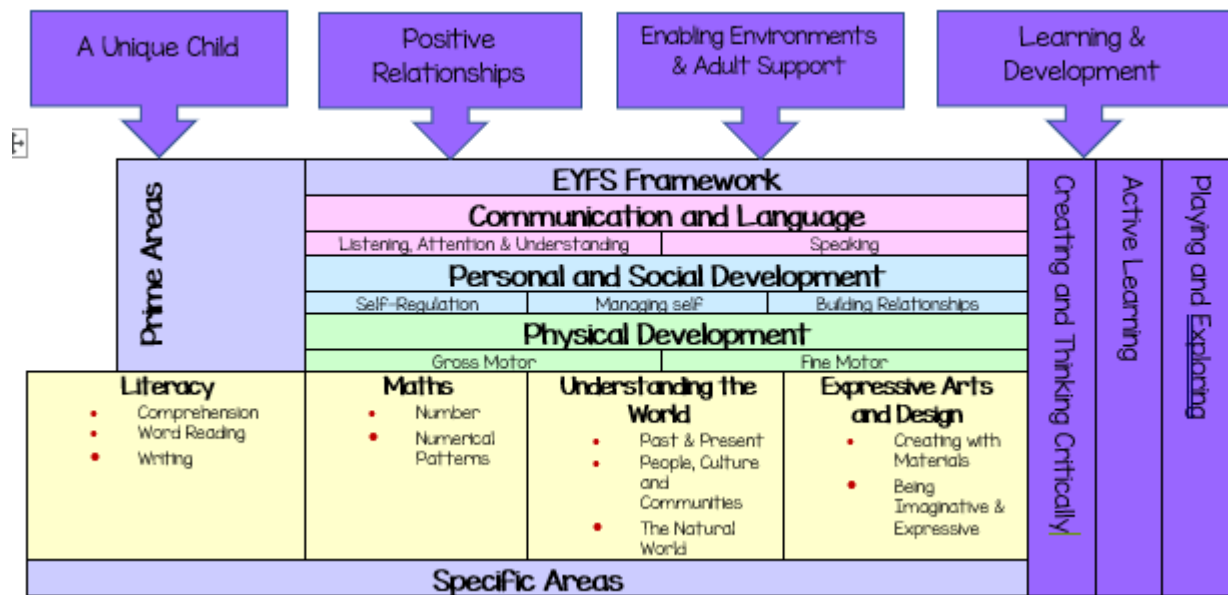 A Unique Child
Positive
Relationships
Enabling Environments
& Adult Support
Learning &
Development
Prime Areas
EYFS Framework
Communication and Language
Listening, Attention & Understanding
Speaking
Personal and Social Development
Self-Regulation
Managing self
Building Relationships
Physical Development
Gross Motor
Fine Motor
Literacy
Comprehension
Word Reading
Writing
Maths
Number
Numerical
Patterns
Understanding the
World
Past & Present
People, Culture
and
Communities
The Natural
World
Expressive Arts
and Design
Creating with
Materials
Being
Imaginative &
Expressive
Specific Areas
Creating and Thinking Critically
Active Learning
Playing and Exploring